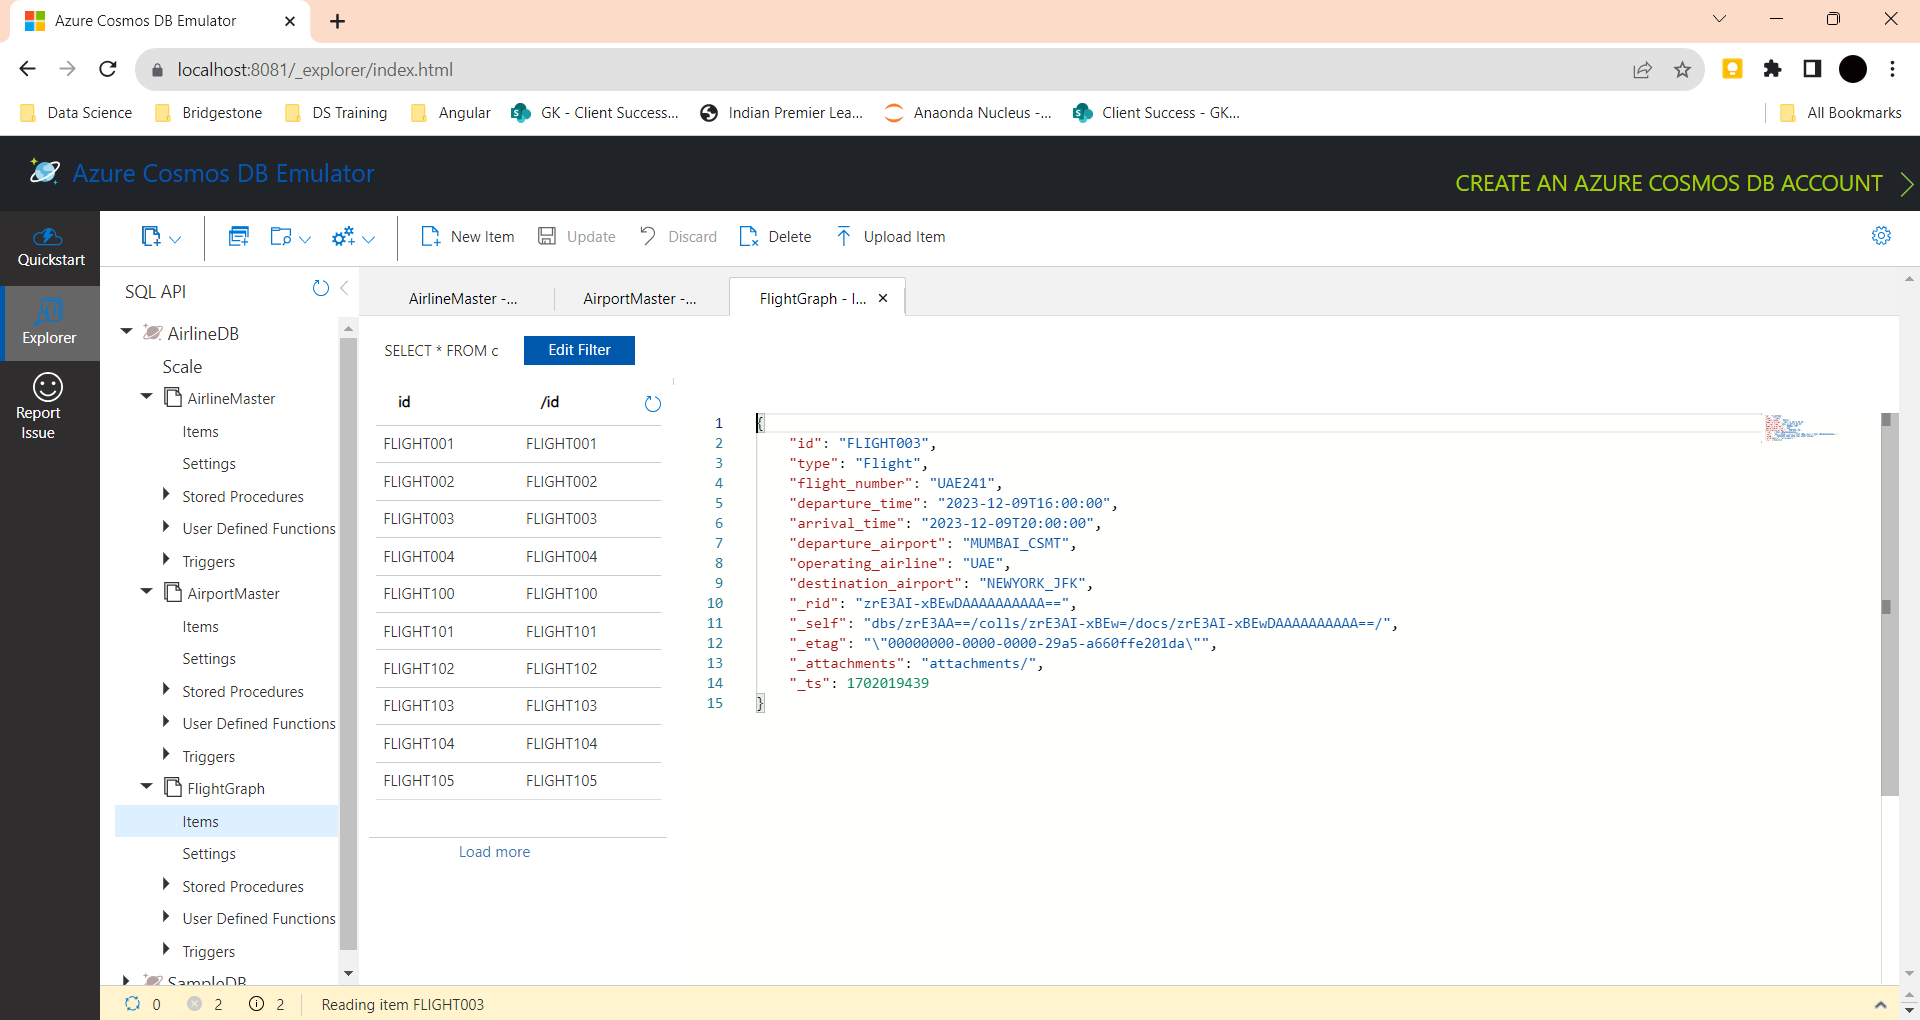 Azure Cosmos DB Emulator
localhost:8081/_explorer/index.html
Data Science
Bridgestone
DS Training
Angular
GK - Client Success...
Indian Premier Lea...
Anaonda Nucleus -...
Client Success - GK...
All Bookmarks
Azure Cosmos DB Emulator
CREATE AN AZURE COSMOS DB ACCOUNT
Quickstart
Explorer
Report
Issue
New Item
Update
Discard
Delete
Upload Item
SQL API
AirlineDB
Scale
AirlineMaster
Items
Settings
Stored Procedures
User Defined Functions
Triggers
AirportMaster
Items
Settings
Stored Procedures
User Defined Functions
Triggers
FlightGraph
Items
Settings
Stored Procedures
User Defined Functions
Triggers
SampleDB
AirlineMaster -...
AirportMaster -...
FlightGraph - I...
SELECT * FROM c
Edit Filter
id /id
FLIGHT001 FLIGHT001
FLIGHT002 FLIGHT002
FLIGHT003 FLIGHT003
FLIGHT004 FLIGHT004
FLIGHT100 FLIGHT100
FLIGHT101 FLIGHT101
FLIGHT102 FLIGHT102
FLIGHT103 FLIGHT103
FLIGHT104 FLIGHT104
FLIGHT105 FLIGHT105
Load more
1 {
2 "id": "FLIGHT003",
3 "type": "Flight",
4 "flight_number": "UAE241",
5 "departure_time": "2023-12-09T16:00:00",
6 "arrival_time": "2023-12-09T20:00:00",
7 "departure_airport": "MUMBAI_CSMT",
8 "operating_airline": "UAE",
9 "destination_airport": "NEWYORK_JFK",
10 "_rid": "zrE3AI-xBEwDAAAAAAAAAA==",
11 "_self": "dbs/zrE3AA==/colls/zrE3AI-xBEw=/docs/zrE3AI-xBEwDAAAAAAAAAA==/",
12 "_etag": "\"00000000-0000-0000-29a5-a660ffe201da\"",
13 "_attachments": "attachments/",
14 "_ts": 1702019439
15 }
0 2 2 Reading item FLIGHT003